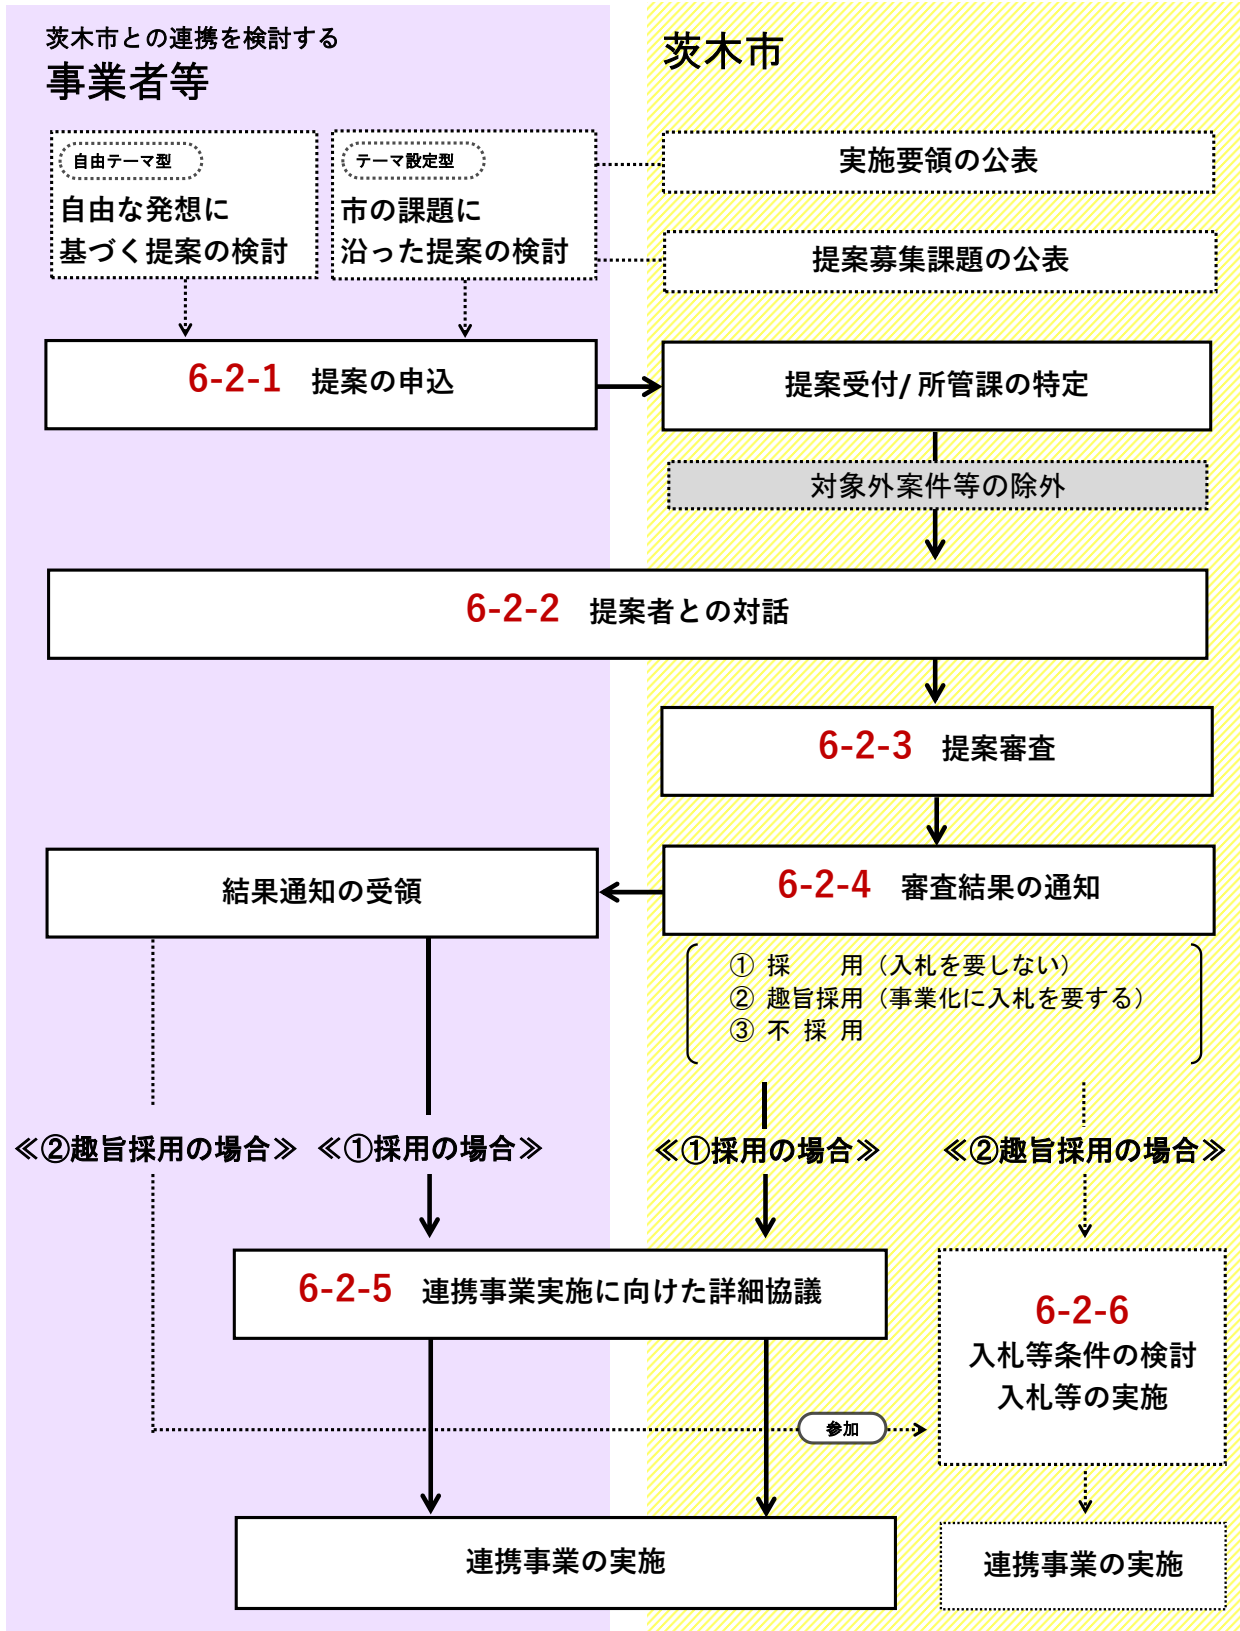 茨木市との連携を検討する
事業者等
茨木市
自由テーマ型
自由な発想に
基づく提案の検討
テーマ設定型
市の課題に
沿った提案の検討
実施要領の公表
提案募集課題の公表
6-2-1 提案の申込
提案受付/所管課の特定
対象外案件等の除外
6-2-2 提案者との対話
6-2-3 提案審査
6-2-4 審査結果の通知
結果通知の受領
① 採　　用（入札を要しない）
② 趣旨採用（事業化に入札を要する）
③ 不 採 用
≪②趣旨採用の場合≫
≪①採用の場合≫
≪①採用の場合≫
≪②趣旨採用の場合≫
6-2-5 連携事業実施に向けた詳細協議
6-2-6
入札等条件の検討
入札等の実施
参加
連携事業の実施
連携事業の実施